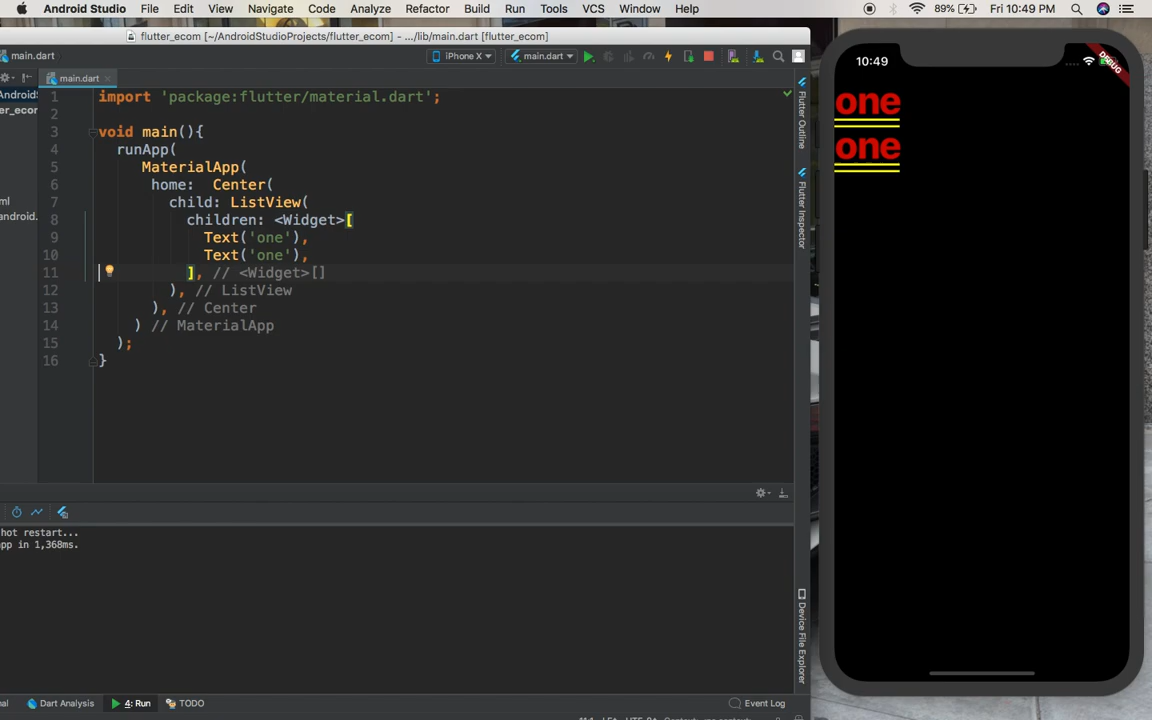 Android Studio File Edit View Navigate Code Analyze Refactor Build Run Tools VCS Window Help 89% Fri 10:49 PM
flutter_ecom [~/AndroidStudioProjects/flutter_ecom] - .../lib/main.dart [flutter_ecom]
main.dart iPhone X main.dart
main.dart
1 import 'package:flutter/material.dart';
2
3 void main(){
4 runApp(
5 MaterialApp(
6 home: Center(
7 child: ListView(
8 children: <Widget>[
9 Text('one'),
10 Text('one'),
11 ], // <Widget>[]
12 ), // ListView
13 ), // Center
14 ) // MaterialApp
15 );
16 }
Flutter Outline
Flutter Inspector
Device File Explorer
hot restart...
app in 1,368ms.
Dart Analysis 4: Run TODO Event Log
10:49
DEBUG
one
one